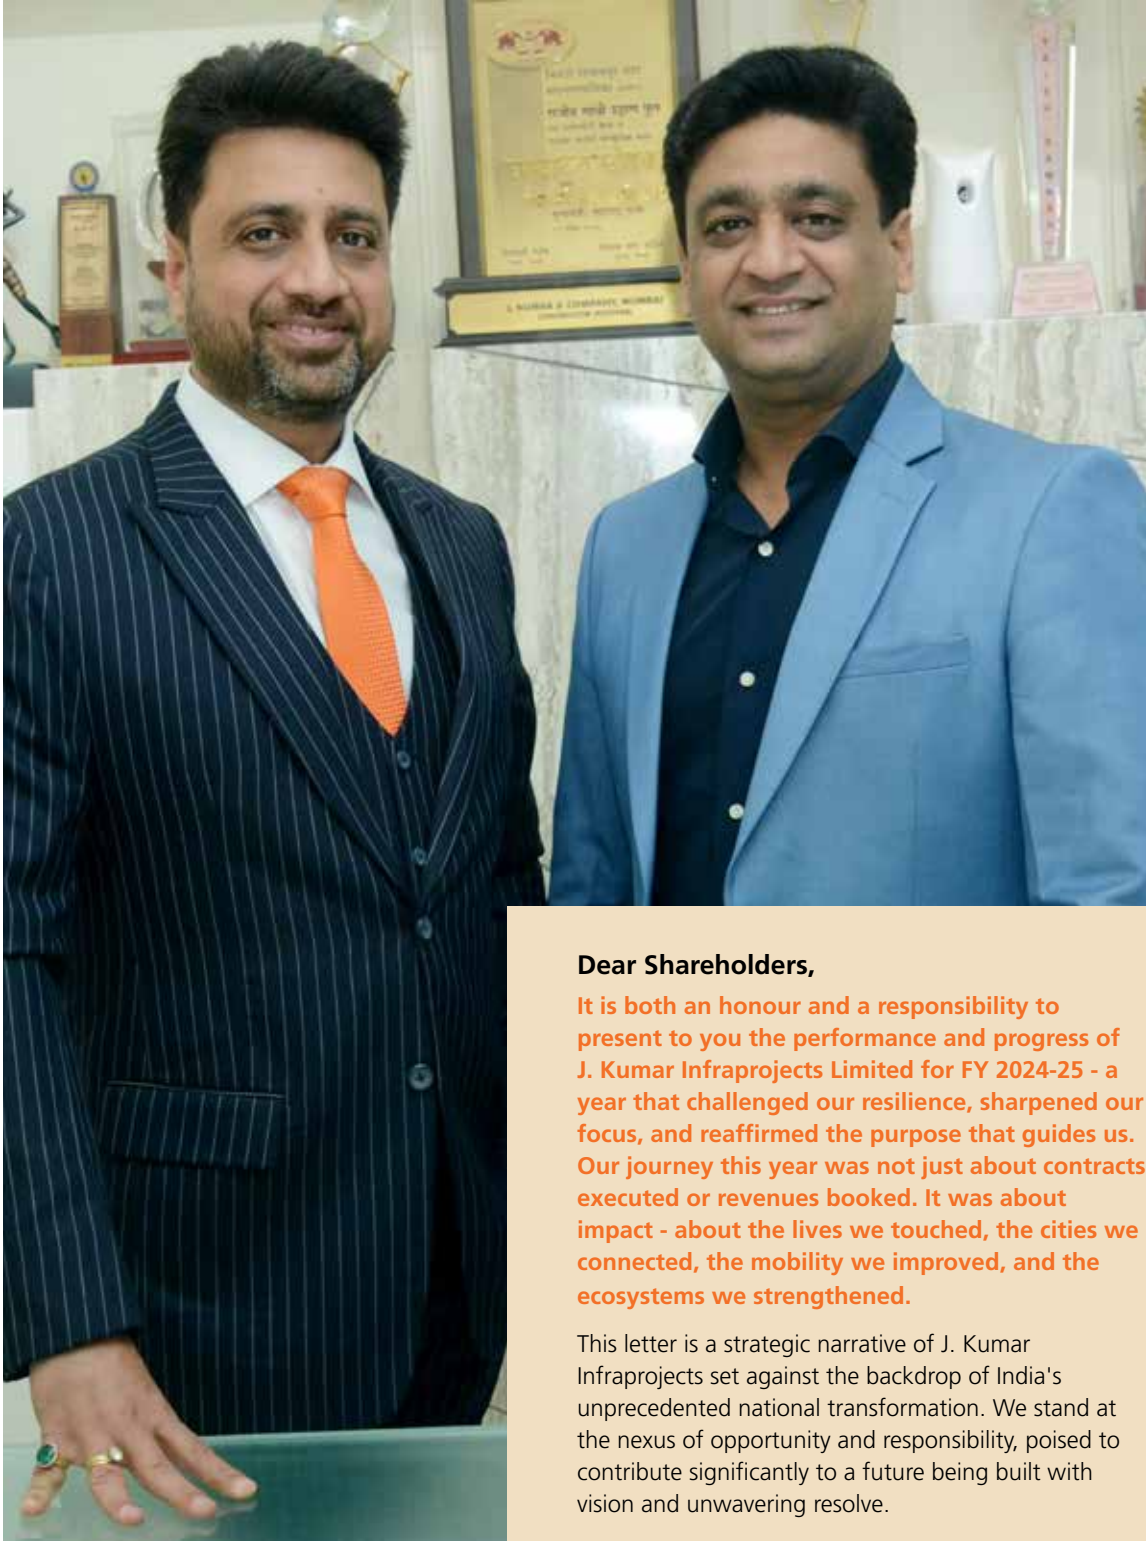 J. KUMAR & COMPANY, MUMBAI
Dear Shareholders,
It is both an honour and a responsibility to
present to you the performance and progress of
J. Kumar Infraprojects Limited for FY 2024-25 - a
year that challenged our resilience, sharpened our
focus, and reaffirmed the purpose that guides us.
Our journey this year was not just about contracts
executed or revenues booked. It was about
impact - about the lives we touched, the cities we
connected, the mobility we improved, and the
ecosystems we strengthened.
This letter is a strategic narrative of J. Kumar
Infraprojects set against the backdrop of India's
unprecedented national transformation. We stand at
the nexus of opportunity and responsibility, poised to
contribute significantly to a future being built with
vision and unwavering resolve.